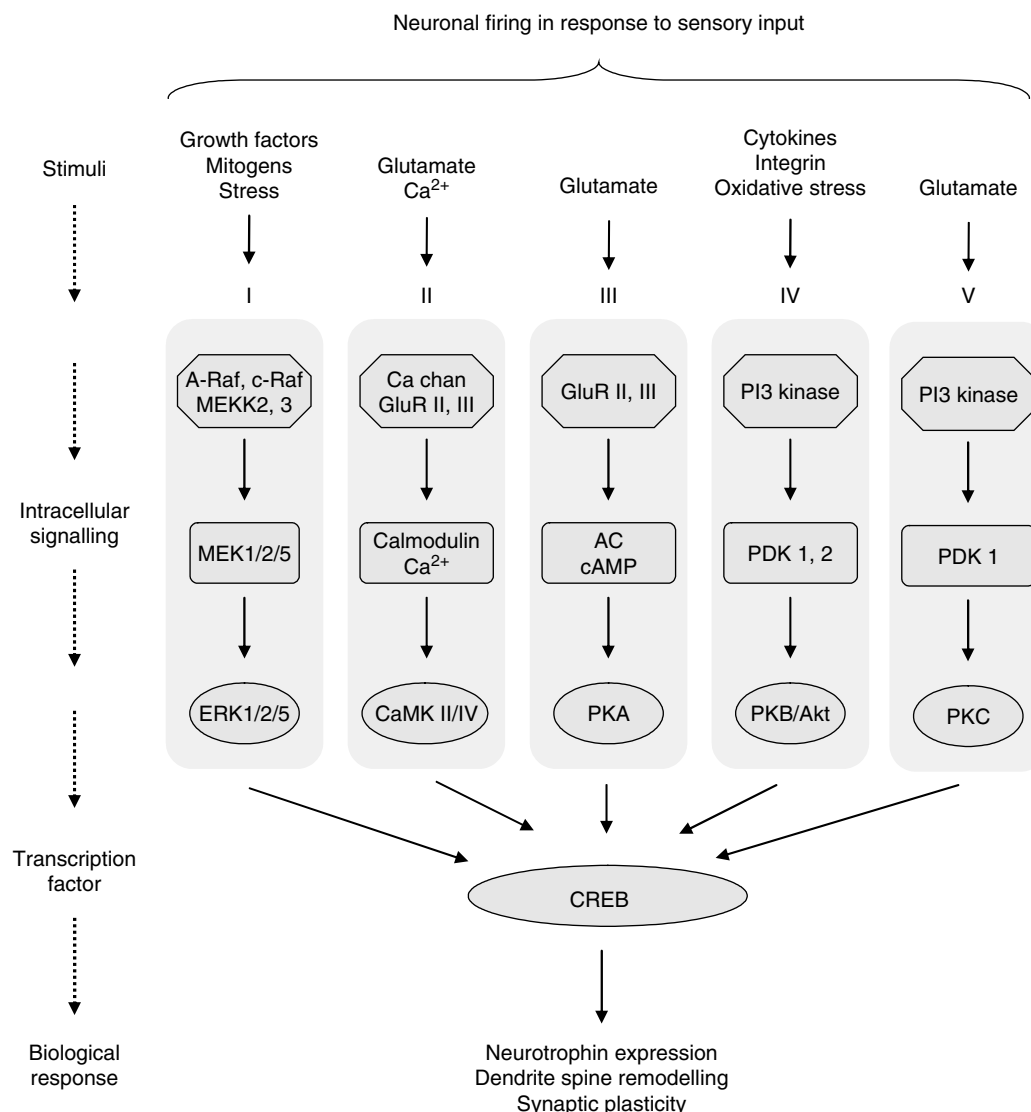 Neuronal firing in response to sensory input
Stimuli
Growth factors
Mitogens
Stress
Glutamate
Ca²⁺
Glutamate
Cytokines
Integrin
Oxidative stress
Glutamate
I
II
III
IV
V
Intracellular
signalling
A-Raf, c-Raf
MEKK2, 3
Ca chan
GluR II, III
GluR II, III
PI3 kinase
PI3 kinase
MEK1/2/5
Calmodulin
Ca²⁺
AC
cAMP
PDK 1, 2
PDK 1
ERK1/2/5
CaMK II/IV
PKA
PKB/Akt
PKC
Transcription
factor
CREB
Biological
response
Neurotrophin expression
Dendrite spine remodelling
Synaptic plasticity